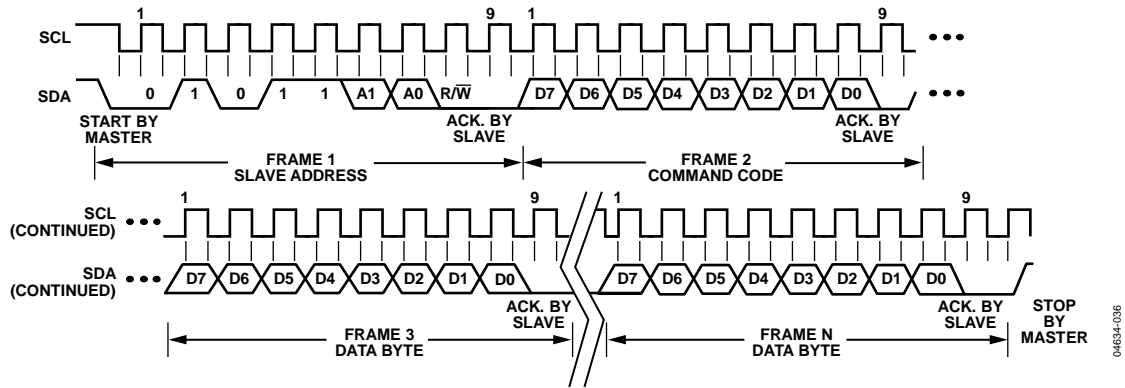 1 9 1 9
SCL
SDA 0 1 0 1 1 A1 A0 R/W̅ D7 D6 D5 D4 D3 D2 D1 D0
START BY MASTER
ACK. BY SLAVE
ACK. BY SLAVE
FRAME 1
SLAVE ADDRESS
FRAME 2
COMMAND CODE
1 9 1 9
SCL
(CONTINUED)
SDA
(CONTINUED)
D7 D6 D5 D4 D3 D2 D1 D0 D7 D6 D5 D4 D3 D2 D1 D0
ACK. BY
SLAVE
ACK. BY
SLAVE
STOP
BY
MASTER
FRAME 3
DATA BYTE
FRAME N
DATA BYTE
04634-036